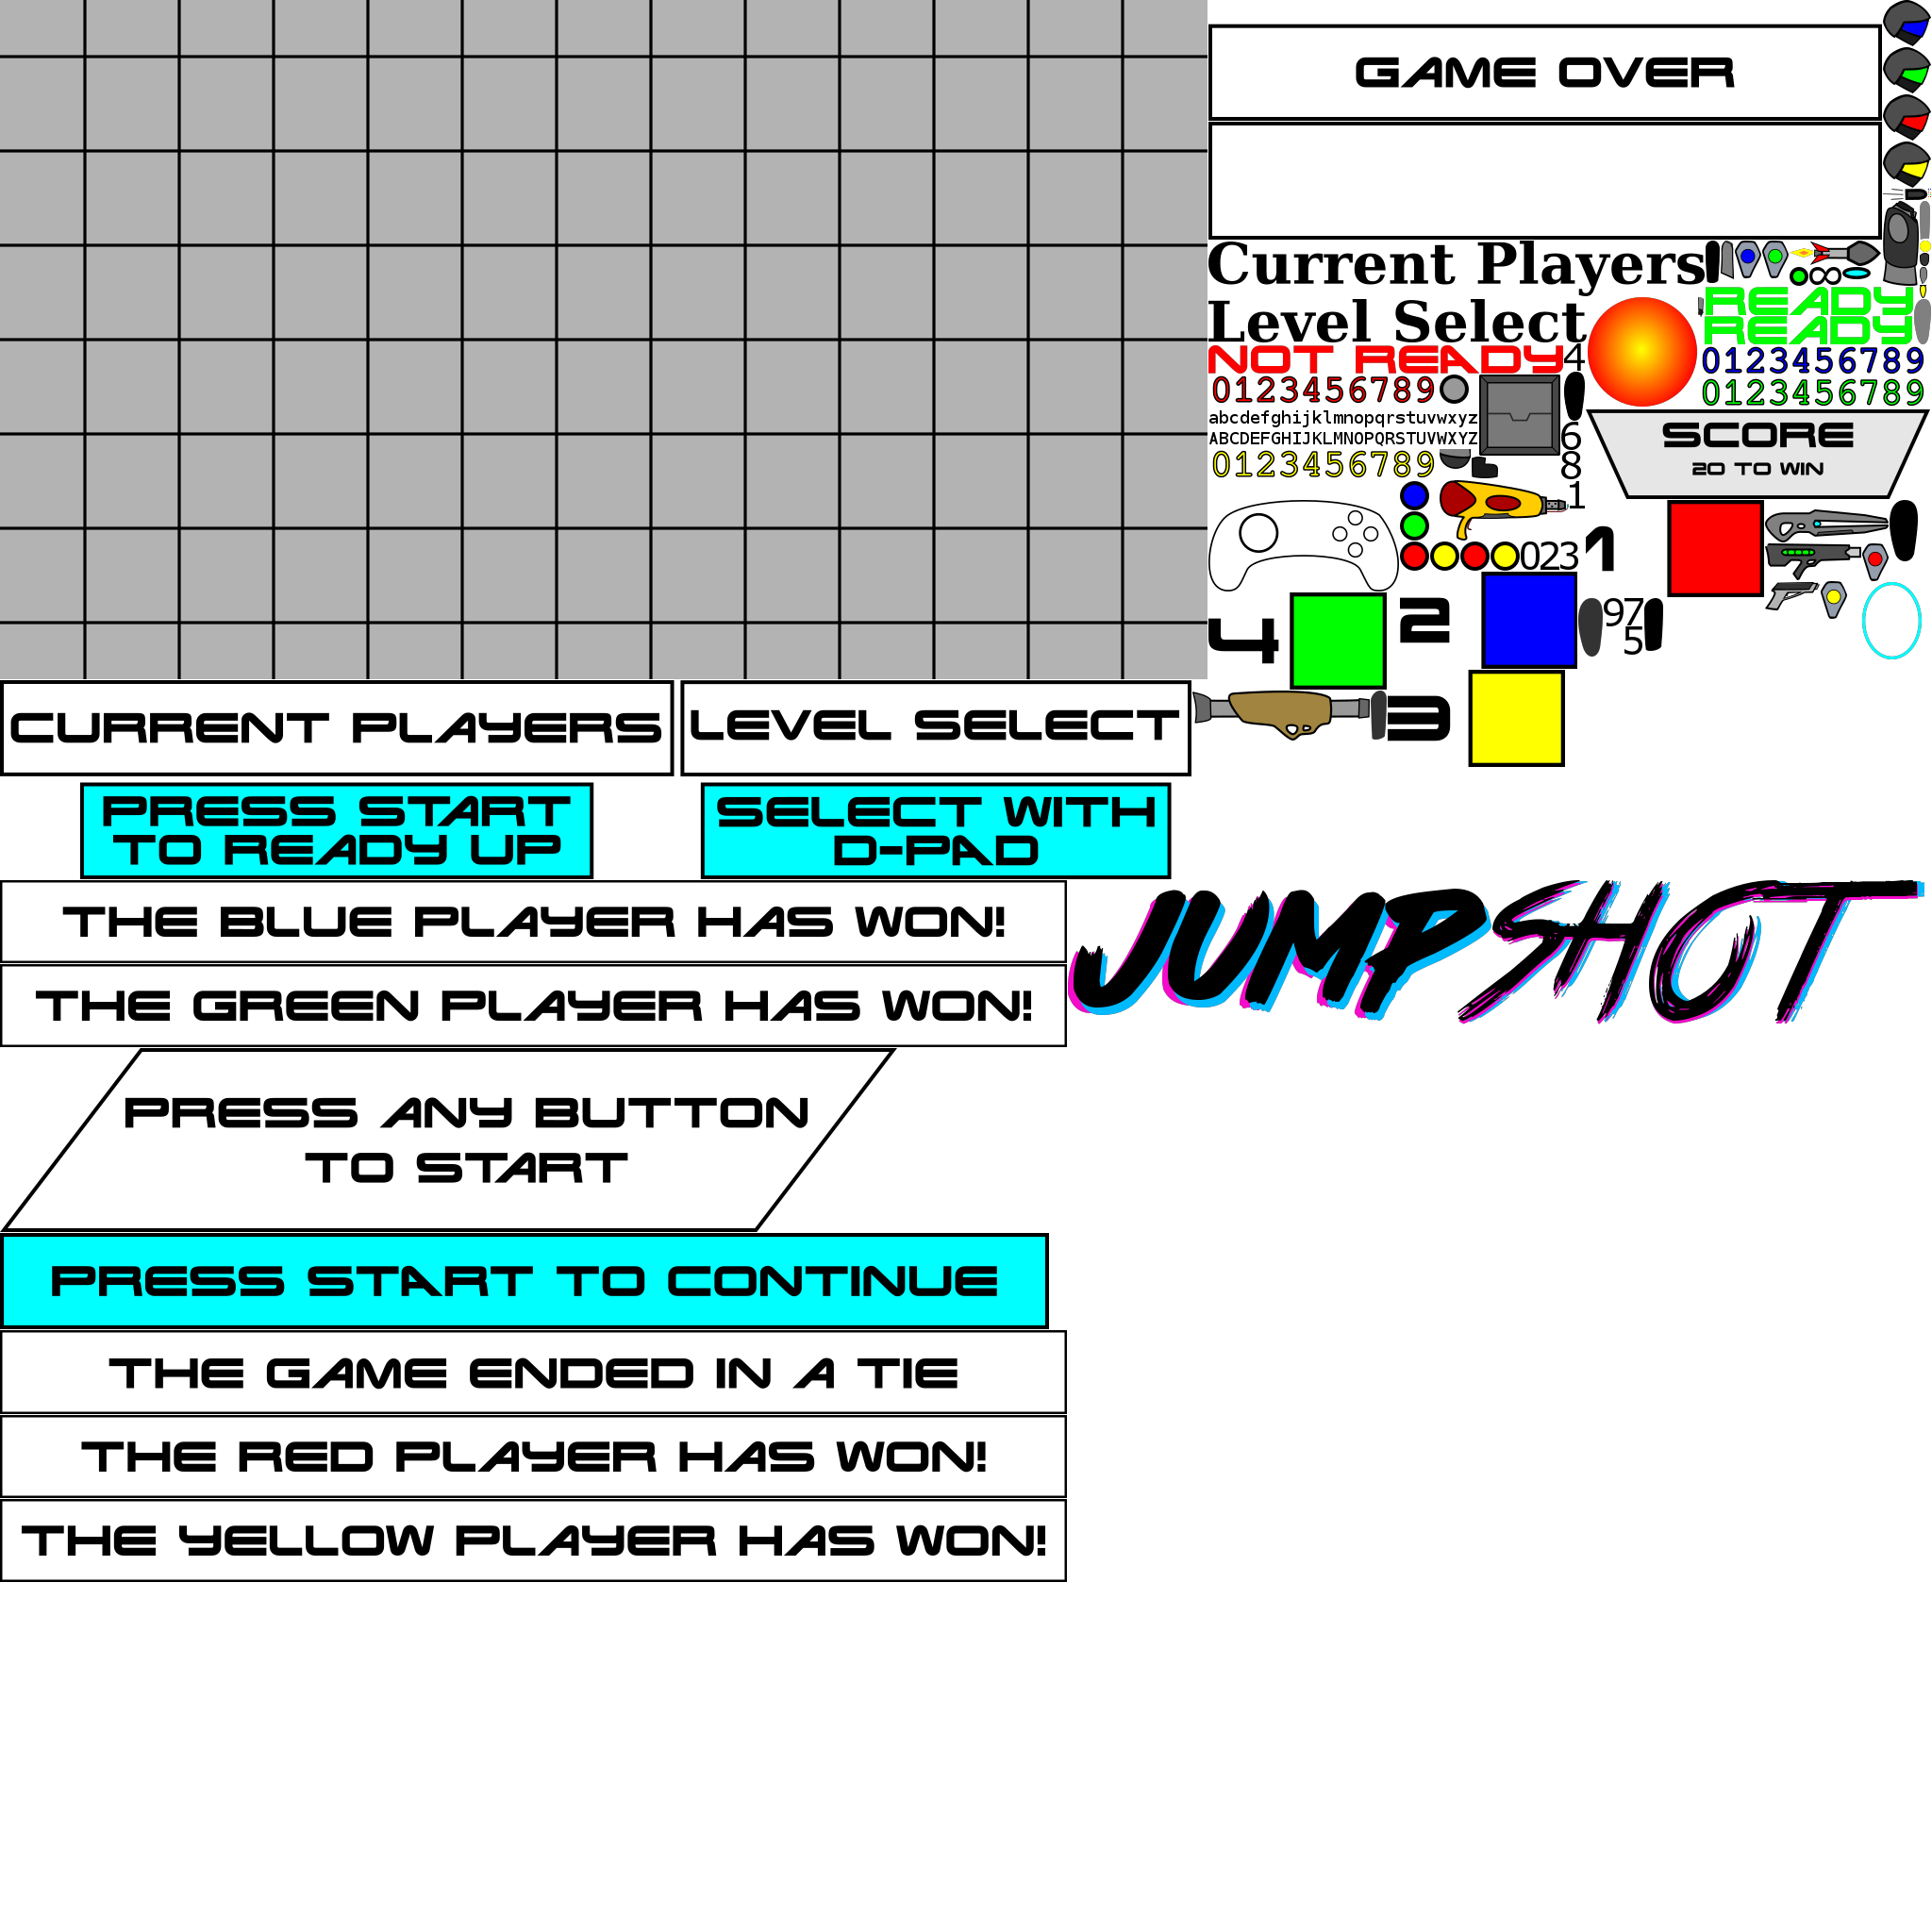 GAME OVER
Current Players
Level Select
READY
READY
NOT READY
4
0123456789
0123456789
0123456789
abcdefghijklmnopqrstuvwxyz
ABCDEFGHIJKLMNOPQRSTUVWXYZ
0123456789
6
8
1
SCORE
20 TO WIN
023
1
4
2
97
5
3
CURRENT PLAYERS
LEVEL SELECT
PRESS START
TO READY UP
SELECT WITH
D-PAD
THE BLUE PLAYER HAS WON!
THE GREEN PLAYER HAS WON!
JUMPSHOT
PRESS ANY BUTTON
TO START
PRESS START TO CONTINUE
THE GAME ENDED IN A TIE
THE RED PLAYER HAS WON!
THE YELLOW PLAYER HAS WON!